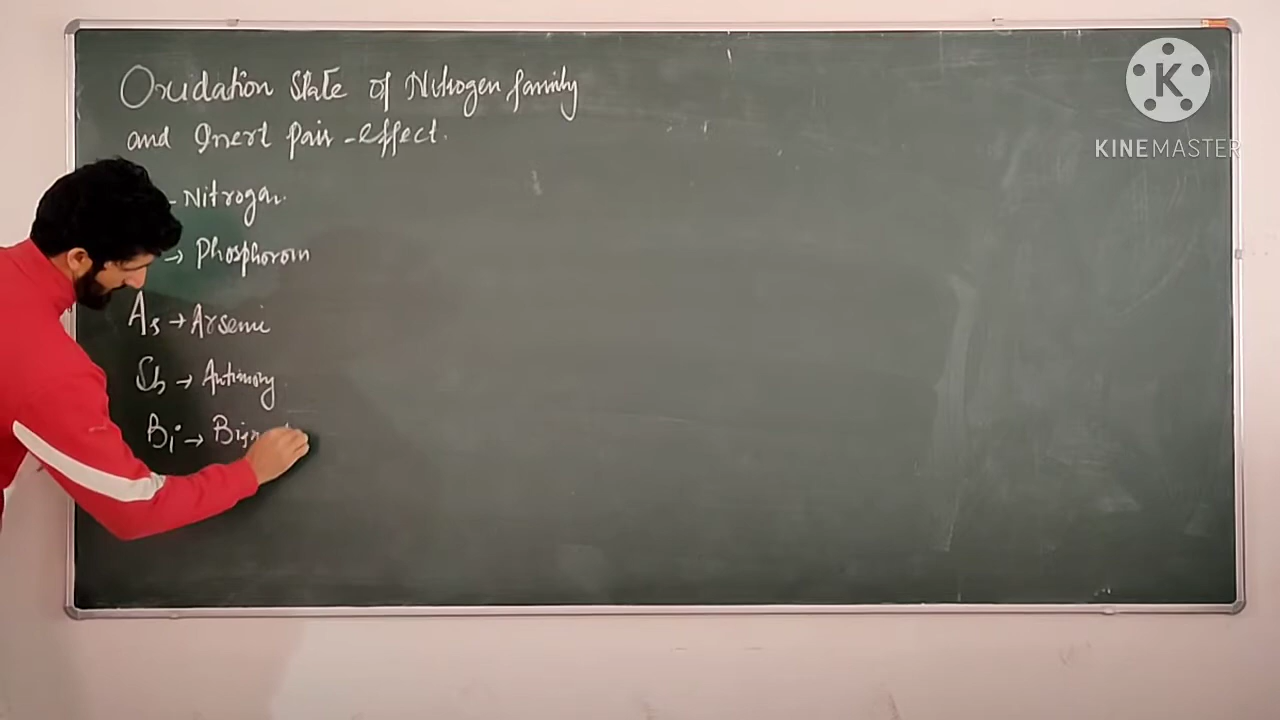 Oxidation State of Nitrogen family
and Inert pair-effect.
- Nitrogen.
→ Phosphorous
As → Arsenic
Sb → Antimony
Bi →
K
KINEMASTER